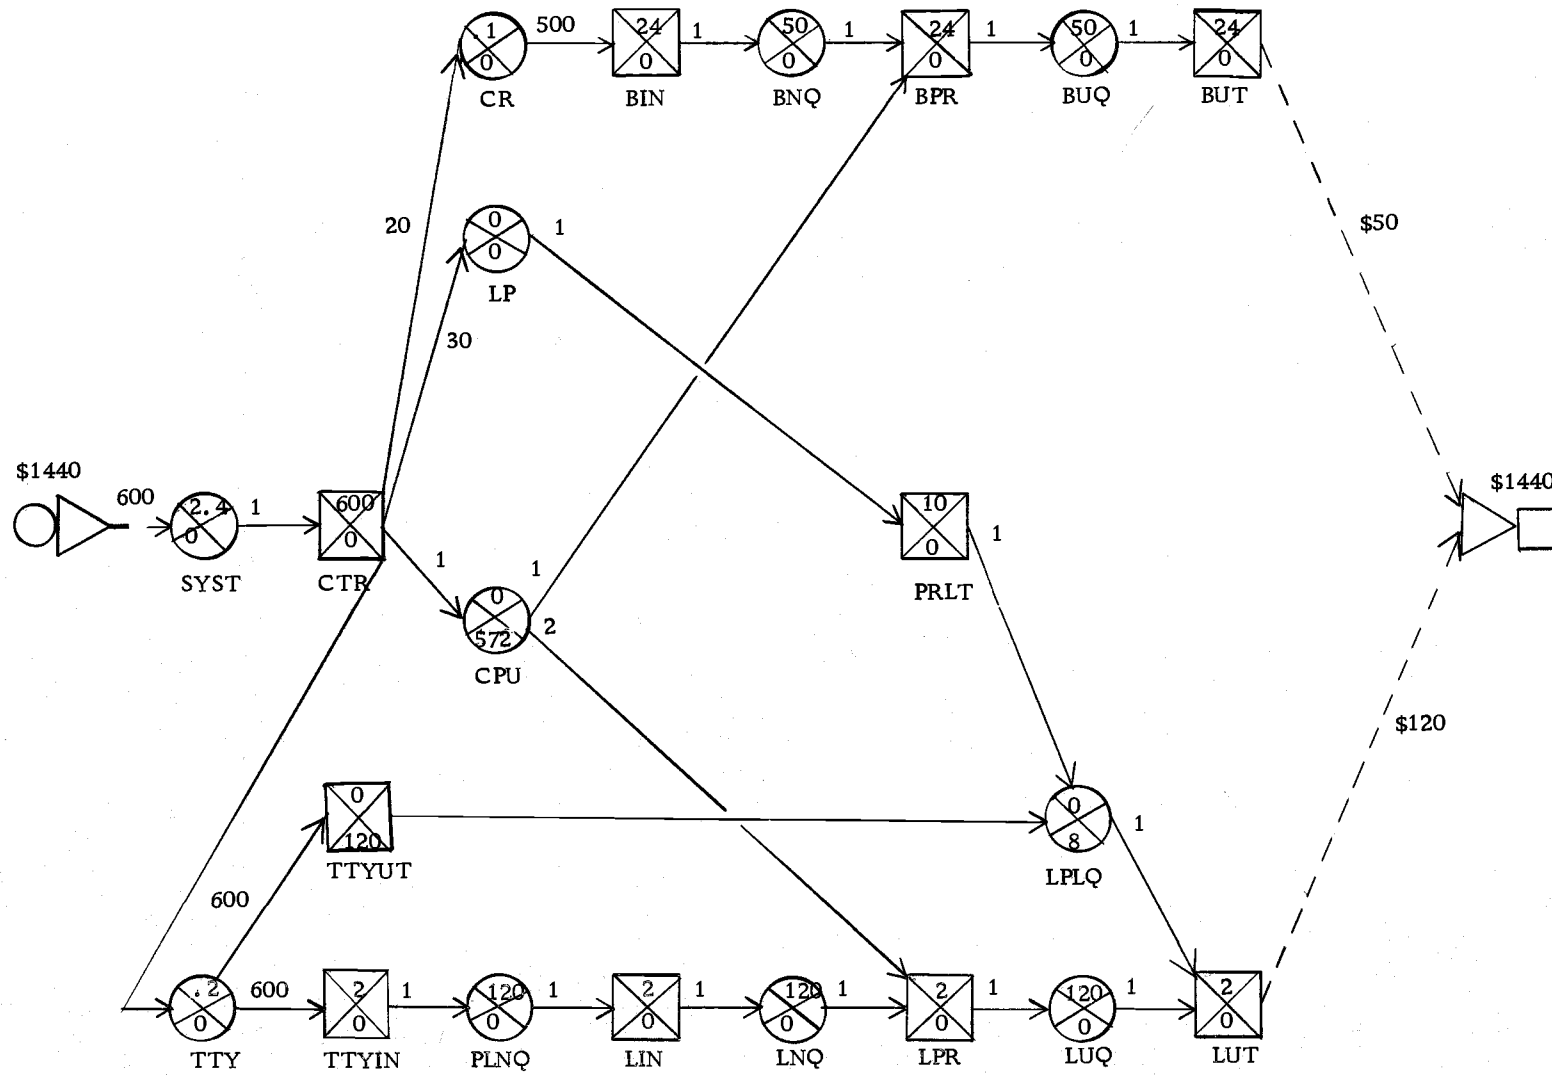 1 500 24 1 50 1 24 1 50 1 24
0 0 0 0 0 0
CR BIN BNQ BPR BUQ BUT
20 0 1 $50
0
LP
30
$1440 600 2.4 1 600 10 $1440
0 0 0 1
SYST CTR 1 1 PRLT
0
572 2
CPU
$120
0 0 1
120 8
TTYUT LPLQ
600
.2 600 2 1 120 1 2 1 120 1 2 1 120 1 2
0 0 0 0 0 0 0 0
TTY TTYIN PLNQ LIN LNQ LPR LUQ LUT